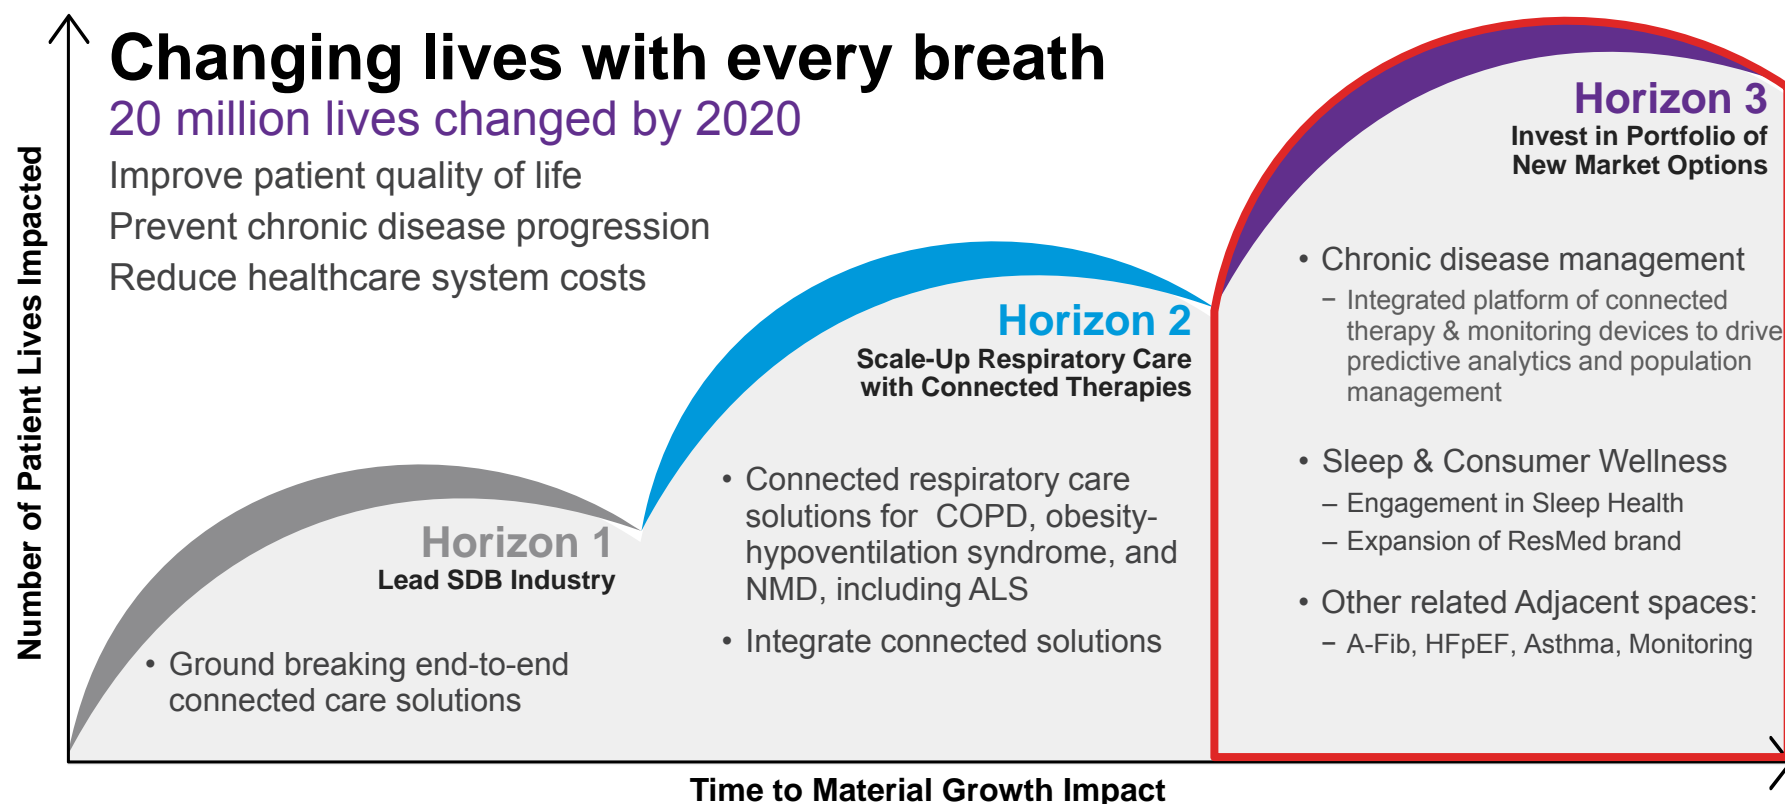 Changing lives with every breath
20 million lives changed by 2020
Improve patient quality of life
Prevent chronic disease progression
Reduce healthcare system costs
Number of Patient Lives Impacted
Horizon 1
Lead SDB Industry
• Ground breaking end-to-end
connected care solutions
Horizon 2
Scale-Up Respiratory Care
with Connected Therapies
• Connected respiratory care
solutions for COPD, obesity-
hypoventilation syndrome, and
NMD, including ALS
• Integrate connected solutions
Horizon 3
Invest in Portfolio of
New Market Options
• Chronic disease management
− Integrated platform of connected
therapy & monitoring devices to drive
predictive analytics and population
management
• Sleep & Consumer Wellness
– Engagement in Sleep Health
– Expansion of ResMed brand
• Other related Adjacent spaces:
− A-Fib, HFpEF, Asthma, Monitoring
Time to Material Growth Impact